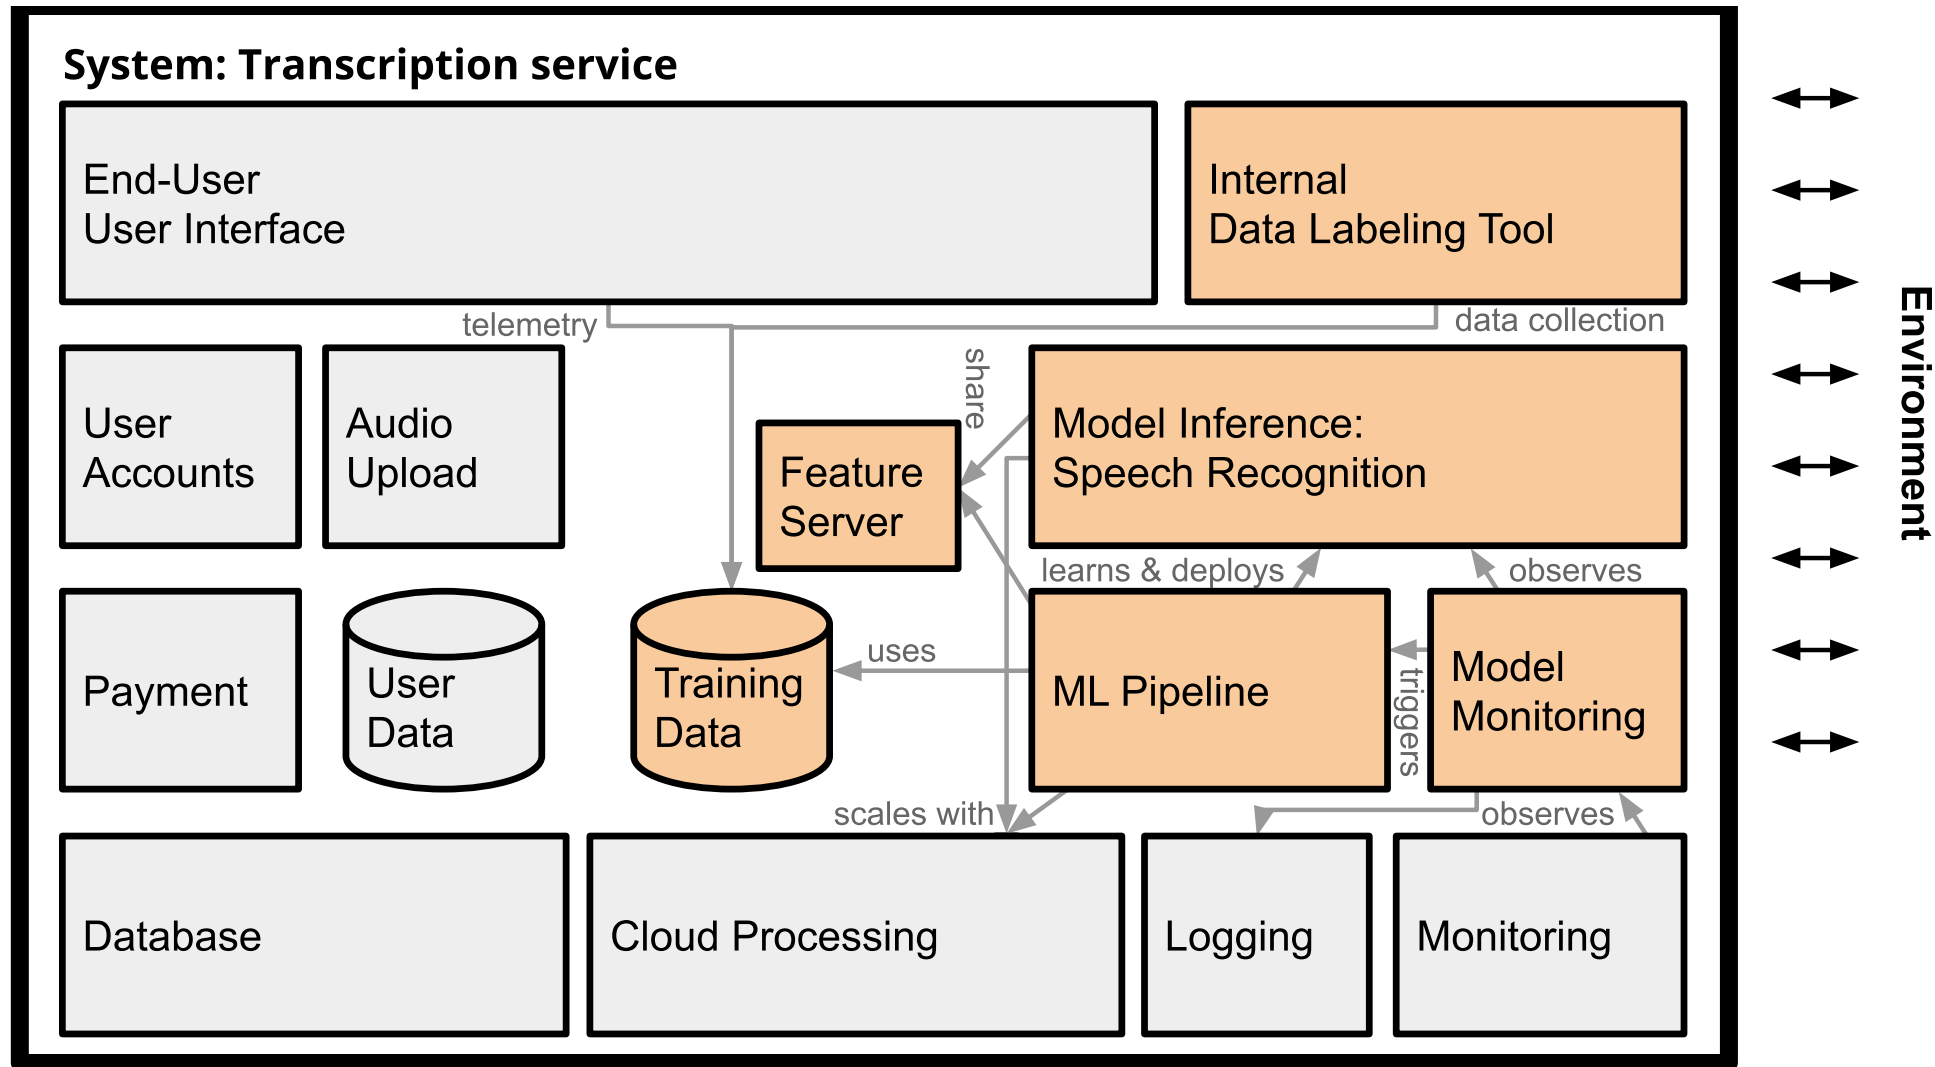 System: Transcription service
End-User
User Interface
Internal
Data Labeling Tool
telemetry
data collection
share
User
Accounts
Audio
Upload
Feature
Server
Model Inference:
Speech Recognition
learns & deploys
observes
Payment
User
Data
Training
Data
uses
ML Pipeline
triggers
Model
Monitoring
scales with
observes
Database
Cloud Processing
Logging
Monitoring
Environment